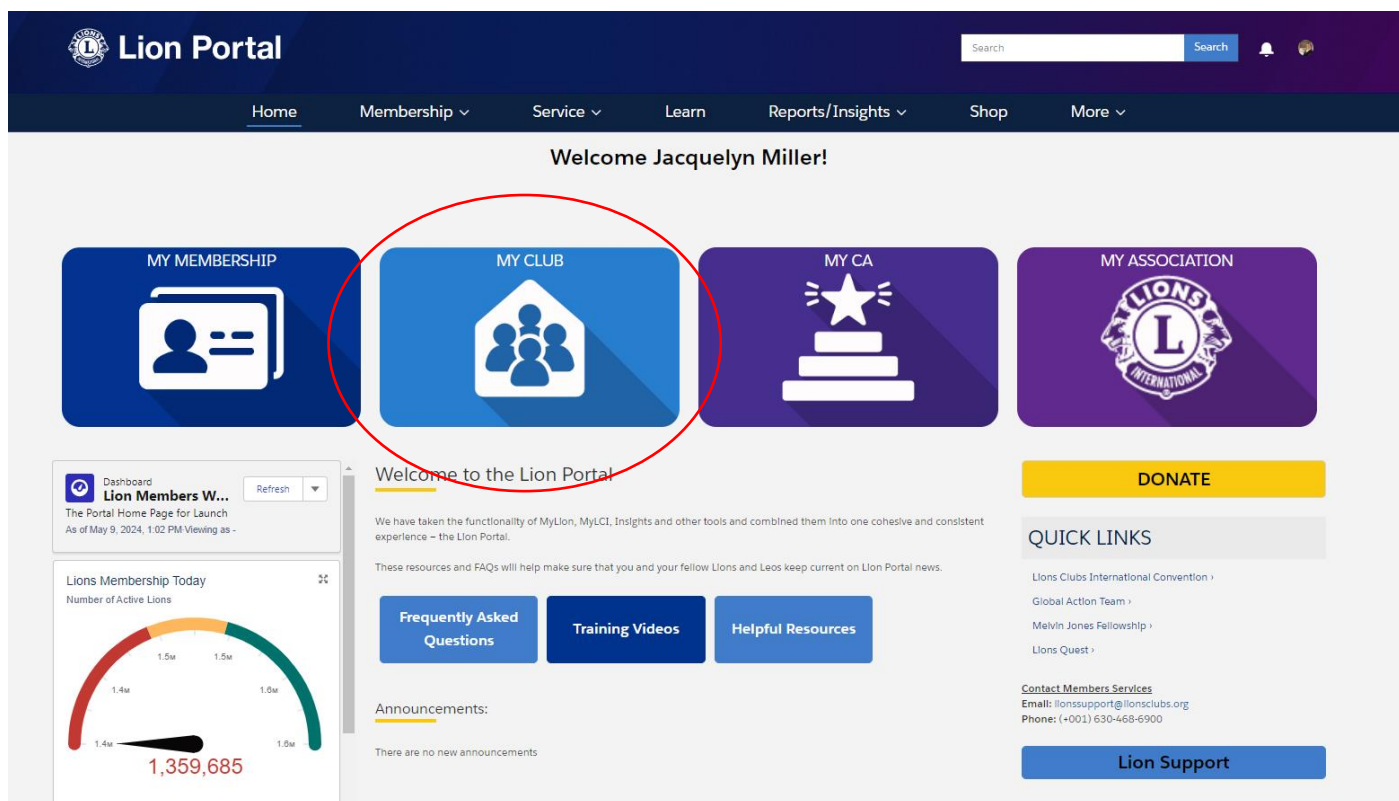 Lion Portal
Search
Search
Home
Membership
Service
Learn
Reports/Insights
Shop
More
Welcome Jacquelyn Miller!
MY MEMBERSHIP
MY CLUB
MY CA
MY ASSOCIATION
LIONS
L
INTERNATIONAL
Dashboard
Lion Members W...
Refresh
The Portal Home Page for Launch
As of May 9, 2024, 1:02 PM·Viewing as -
Lions Membership Today
Number of Active Lions
1.5M
1.5M
1.4M
1.6M
1.4M
1.6M
1,359,685
Welcome to the Lion Portal
We have taken the functionality of MyLion, MyLCI, Insights and other tools and combined them into one cohesive and consistent
experience – the Lion Portal.
These resources and FAQs will help make sure that you and your fellow Lions and Leos keep current on Lion Portal news.
Frequently Asked
Questions
Training Videos
Helpful Resources
Announcements:
There are no new announcements
DONATE
QUICK LINKS
Lions Clubs International Convention ›
Global Action Team ›
Melvin Jones Fellowship ›
Lions Quest ›
Contact Members Services
Email: lionssupport@lionsclubs.org
Phone: (+001) 630-468-6900
Lion Support